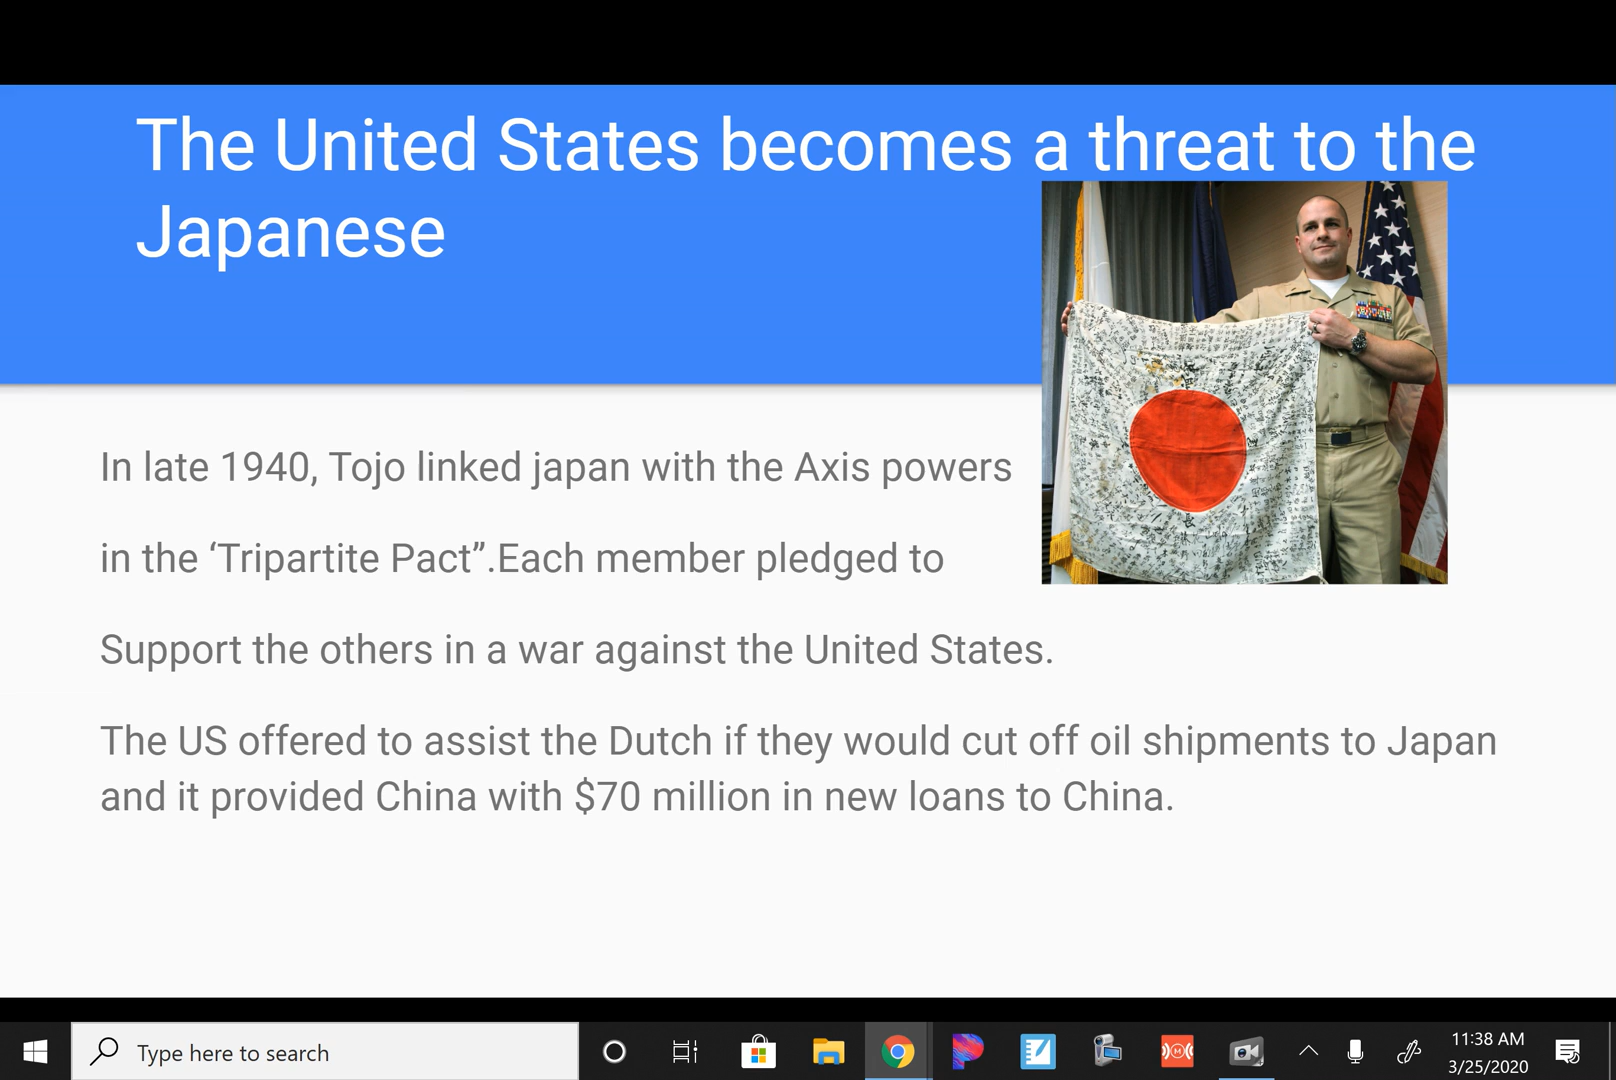 The United States becomes a threat to the
Japanese
In late 1940, Tojo linked japan with the Axis powers
in the ‘Tripartite Pact”.Each member pledged to
Support the others in a war against the United States.
The US offered to assist the Dutch if they would cut off oil shipments to Japan
and it provided China with $70 million in new loans to China.
Type here to search
11:38 AM
3/25/2020